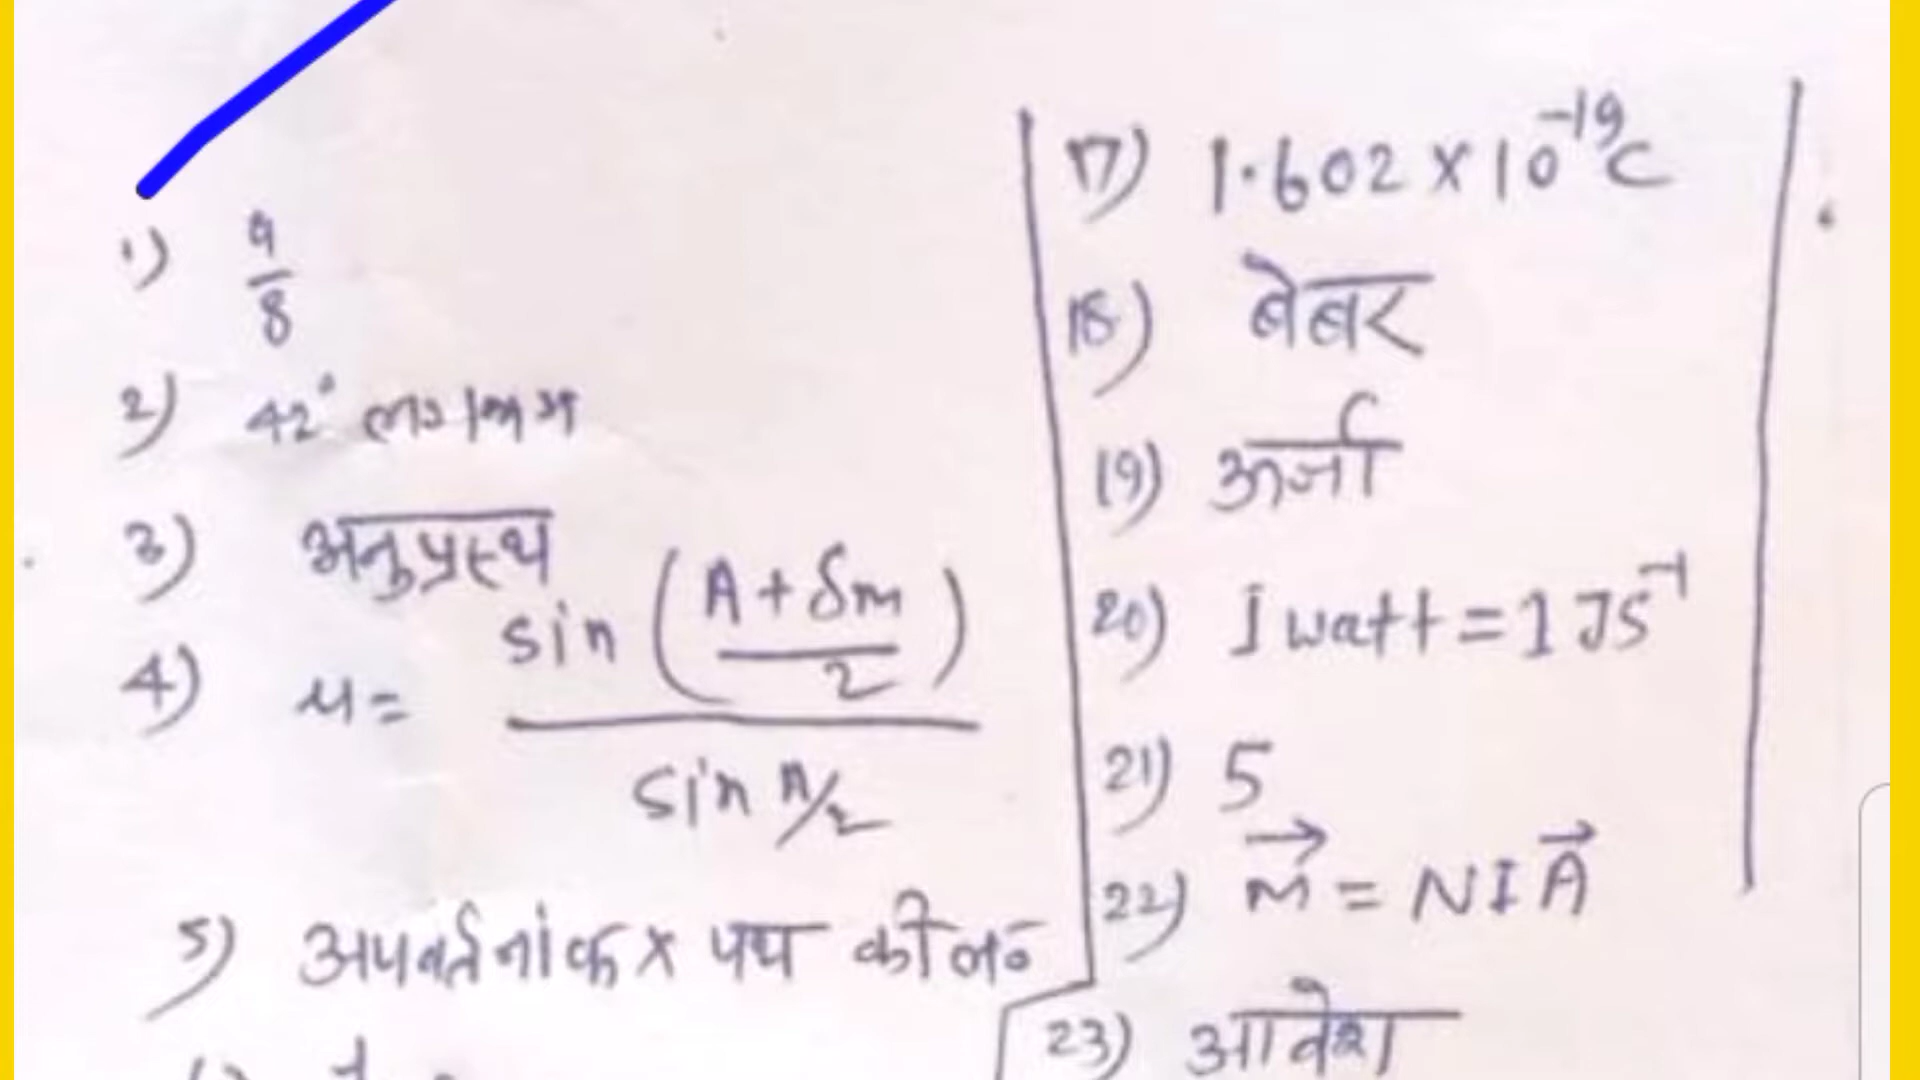 1) 9/8
2) 42° लगभग
3) अनुप्रस्थ
4) μ = sin (A + δm / 2) / sin A/2
5) अपवर्तनांक x पथ की लं०
17) 1.602 x 10⁻¹⁹C
18) बेबर
19) ऊर्जा
20) 1 watt = 1 JS⁻¹
21) 5
22) M⃗ = NIA⃗
23) आवेश